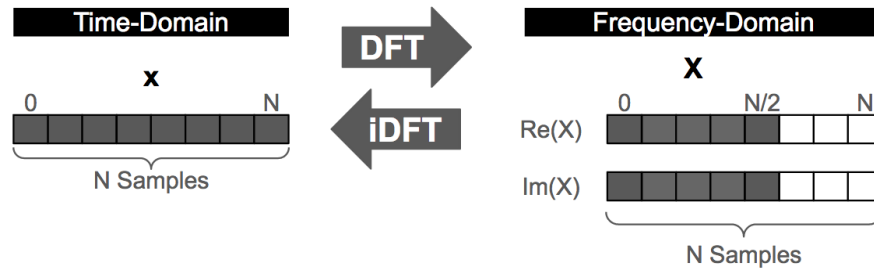 Time-Domain
DFT
Frequency-Domain
x
X
0 N
0 N/2 N
iDFT
Re(X)
N Samples
Im(X)
N Samples